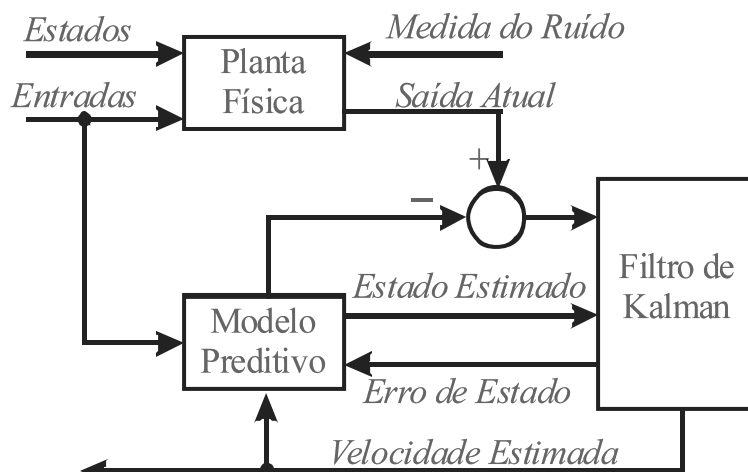 Estados
Medida do Ruído
Planta
Física
Entradas
Saída Atual
+
−
Filtro de
Kalman
Estado Estimado
Modelo
Preditivo
Erro de Estado
Velocidade Estimada